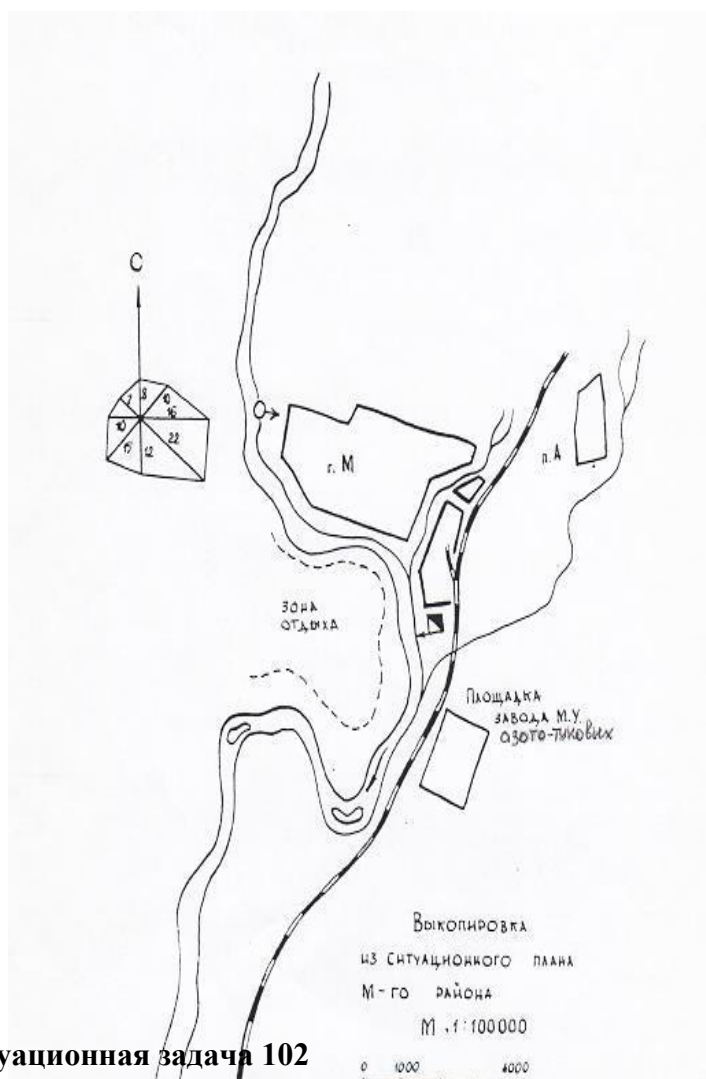 С
7
8
10
16
10
22
15
12
г. М
п. А
ЗОНА
ОТДЫХА
ПЛОЩАДКА
ЗАВОДА М.У.
АЗОТО-ТУКОВЫХ
ВЫКОПИРОВКА
ИЗ СИТУАЦИОННОГО ПЛАНА
М-ГО РАЙОНА
М .1:100000
уационная задача 102
0 1000 4000